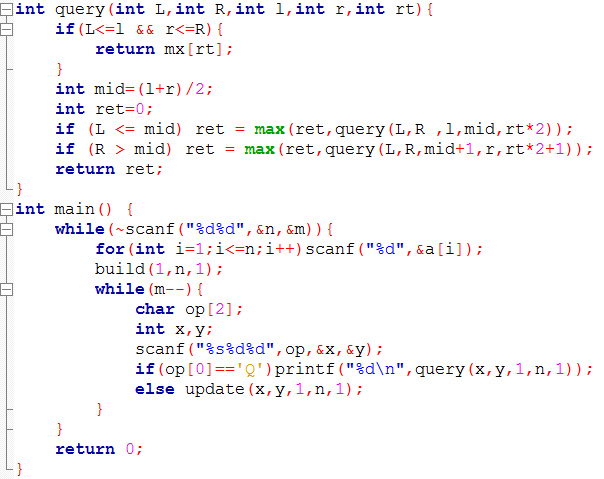 int query(int L,int R,int l,int r,int rt){
    if(L<=l && r<=R){
        return mx[rt];
    }
    int mid=(l+r)/2;
    int ret=0;
    if (L <= mid) ret = max(ret,query(L,R ,l,mid,rt*2));
    if (R > mid) ret = max(ret,query(L,R,mid+1,r,rt*2+1));
    return ret;
}
int main() {
    while(~scanf("%d%d",&n,&m)){
        for(int i=1;i<=n;i++)scanf("%d",&a[i]);
        build(1,n,1);
        while(m--){
            char op[2];
            int x,y;
            scanf("%s%d%d",op,&x,&y);
            if(op[0]=='Q')printf("%d\n",query(x,y,1,n,1));
            else update(x,y,1,n,1);
        }
    }
    return 0;
}